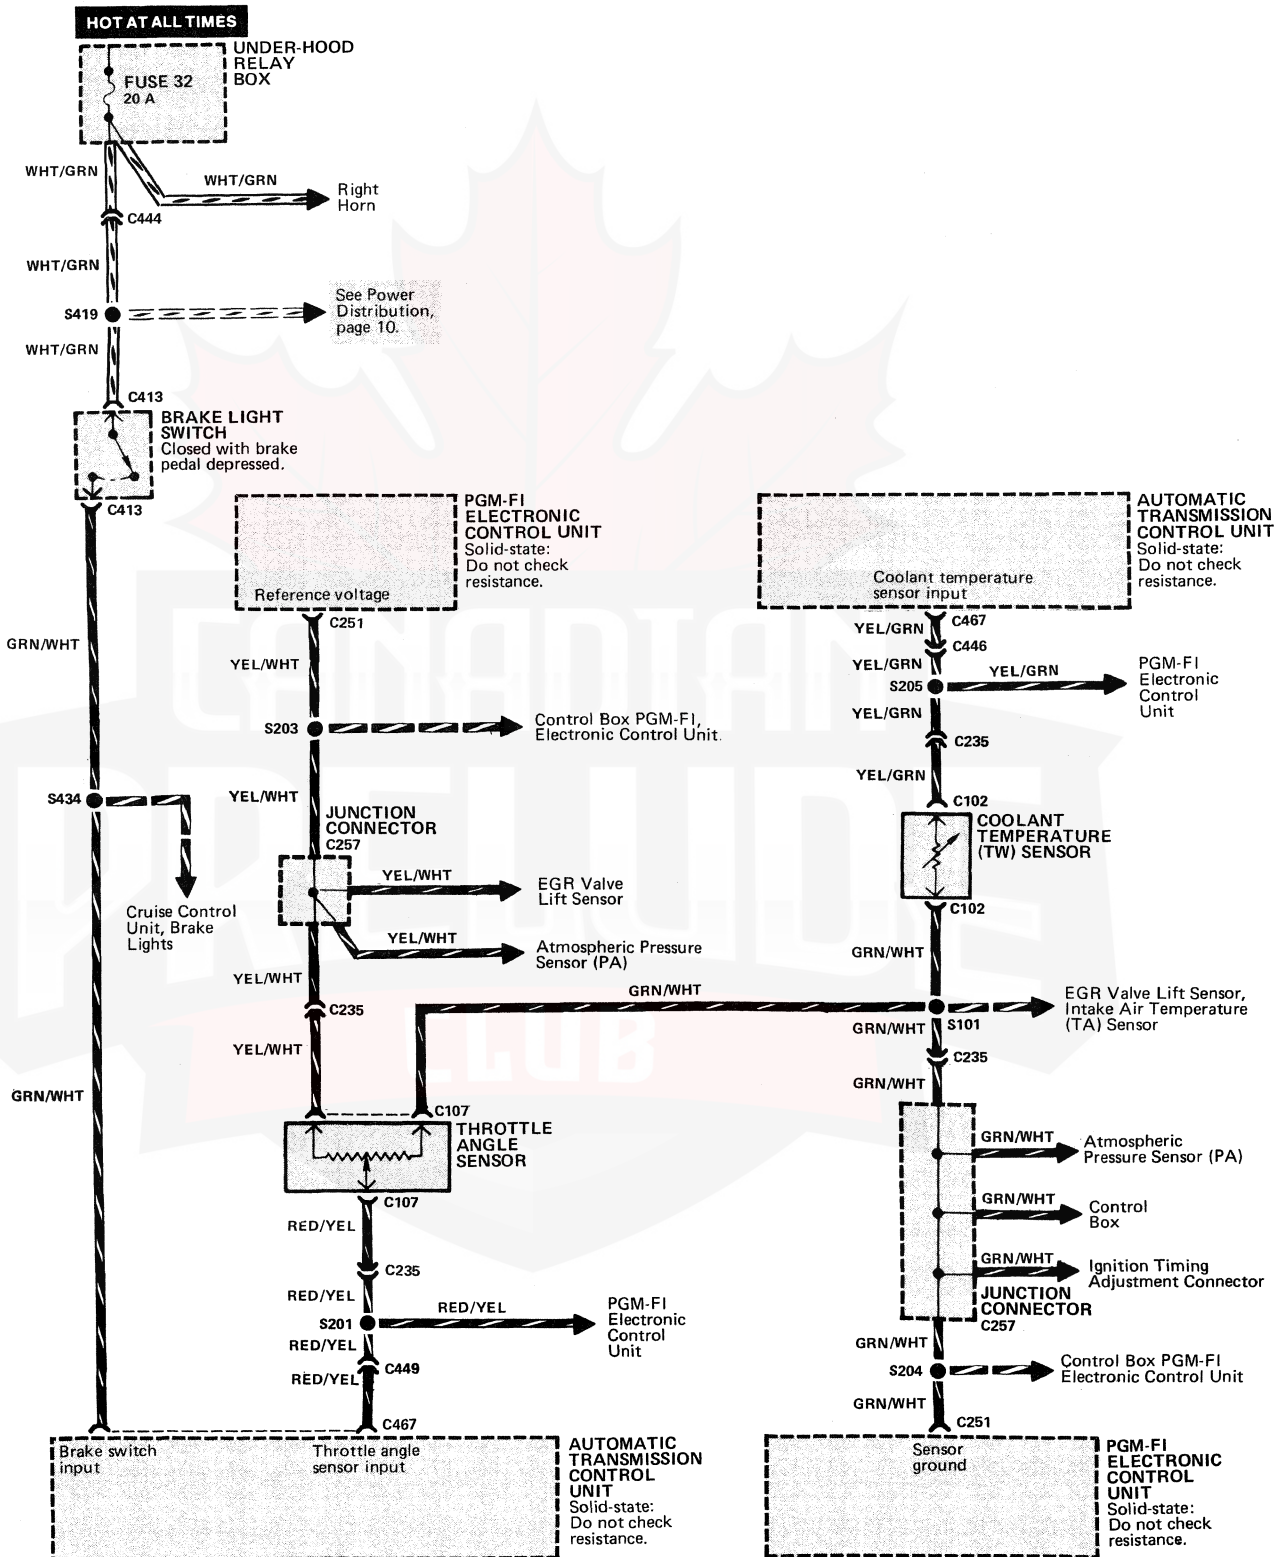 HOT AT ALL TIMES
UNDER-HOOD
RELAY
BOX
FUSE 32
20 A
WHT/GRN
WHT/GRN
Right
Horn
C444
WHT/GRN
S419
See Power
Distribution,
page 10.
WHT/GRN
C413
BRAKE LIGHT
SWITCH
Closed with brake
pedal depressed.
C413
GRN/WHT
S434
Cruise Control
Unit, Brake
Lights
GRN/WHT
PGM-FI
ELECTRONIC
CONTROL UNIT
Solid-state:
Do not check
resistance.
Reference voltage
C251
YEL/WHT
S203
Control Box PGM-FI,
Electronic Control Unit.
YEL/WHT
JUNCTION
CONNECTOR
C257
YEL/WHT
EGR Valve
Lift Sensor
YEL/WHT
Atmospheric Pressure
Sensor (PA)
YEL/WHT
C235
YEL/WHT
GRN/WHT
C107
THROTTLE
ANGLE
SENSOR
C107
RED/YEL
C235
RED/YEL
S201
RED/YEL
PGM-FI
Electronic
Control
Unit
RED/YEL
C449
RED/YEL
C467
Brake switch
input
Throttle angle
sensor input
AUTOMATIC
TRANSMISSION
CONTROL
UNIT
Solid-state:
Do not check
resistance.
AUTOMATIC
TRANSMISSION
CONTROL UNIT
Solid-state:
Do not check
resistance.
Coolant temperature
sensor input
C467
YEL/GRN
C446
YEL/GRN
S205
YEL/GRN
PGM-FI
Electronic
Control
Unit
YEL/GRN
C235
YEL/GRN
C102
COOLANT
TEMPERATURE
(TW) SENSOR
C102
GRN/WHT
S101
EGR Valve Lift Sensor,
Intake Air Temperature
(TA) Sensor
GRN/WHT
C235
GRN/WHT
GRN/WHT
Atmospheric
Pressure Sensor (PA)
GRN/WHT
Control
Box
GRN/WHT
Ignition Timing
Adjustment Connector
JUNCTION
CONNECTOR
C257
GRN/WHT
S204
Control Box PGM-FI
Electronic Control Unit
GRN/WHT
C251
Sensor
ground
PGM-FI
ELECTRONIC
CONTROL
UNIT
Solid-state:
Do not check
resistance.
CANADIAN
PRELUDE
CLUB